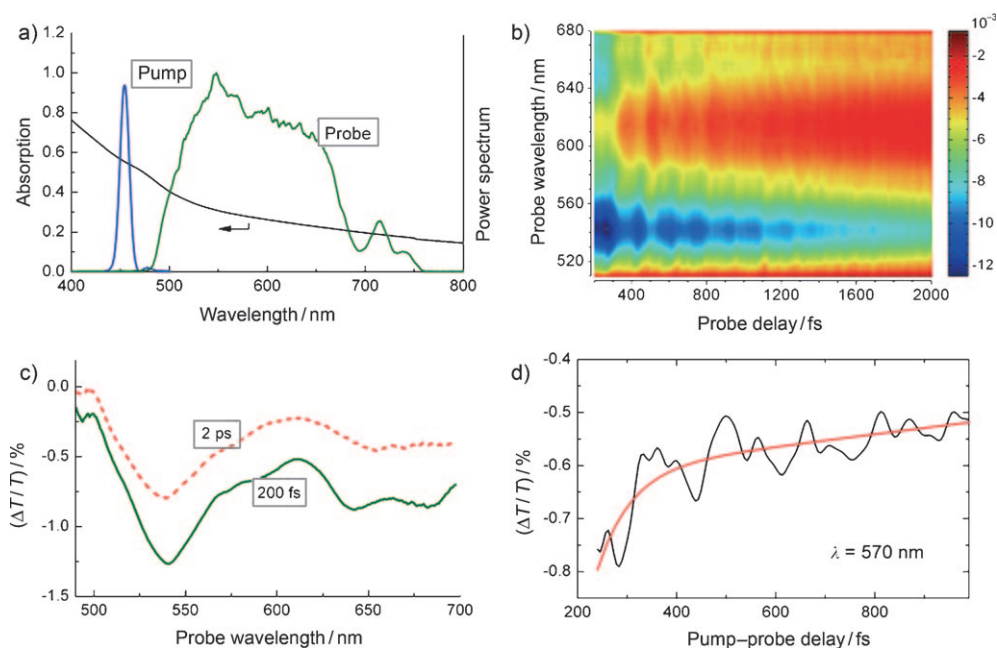 a)
Pump
Probe
Absorption
Power spectrum
1.0
0.8
0.6
0.4
0.2
0.0
400 500 600 700 800
Wavelength / nm
b)
Probe wavelength / nm
680
640
600
560
520
400 800 1200 1600 2000
Probe delay / fs
10⁻³
-2
-4
-6
-8
-10
-12
c)
(ΔT / T) / %
0.0
-0.5
-1.0
-1.5
2 ps
200 fs
500 550 600 650 700
Probe wavelength / nm
d)
(ΔT / T) / %
-0.4
-0.5
-0.6
-0.7
-0.8
λ = 570 nm
200 400 600 800
Pump–probe delay / fs